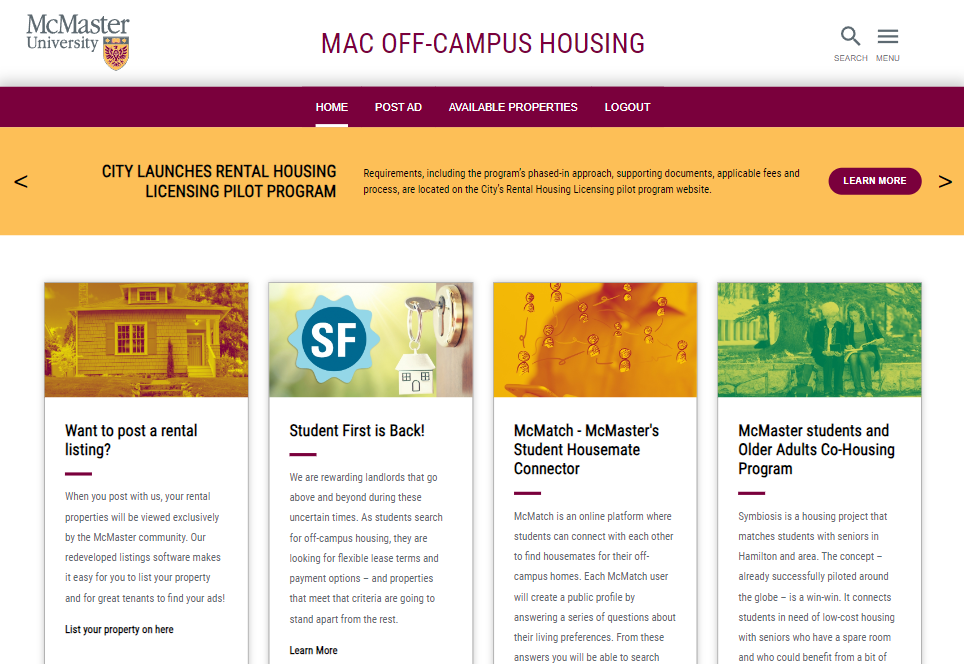 McMaster
University
MAC OFF-CAMPUS HOUSING
SEARCH MENU
HOME POST AD AVAILABLE PROPERTIES LOGOUT
<
CITY LAUNCHES RENTAL HOUSING
LICENSING PILOT PROGRAM
Requirements, including the program's phased-in approach, supporting documents, applicable fees and
process, are located on the City's Rental Housing Licensing pilot program website.
LEARN MORE
>
Want to post a rental
listing?
When you post with us, your rental
properties will be viewed exclusively
by the McMaster community. Our
redeveloped listings software makes
it easy for you to list your property
and for great tenants to find your ads!
List your property on here
SF
Student First is Back!
We are rewarding landlords that go
above and beyond during these
uncertain times. As students search
for off-campus housing, they are
looking for flexible lease terms and
payment options – and properties
that meet that criteria are going to
stand apart from the rest.
Learn More
McMatch - McMaster's
Student Housemate
Connector
McMatch is an online platform where
students can connect with each other
to find housemates for their off-
campus homes. Each McMatch user
will create a public profile by
answering a series of questions about
their living preferences. From these
answers you will be able to search
McMaster students and
Older Adults Co-Housing
Program
Symbiosis is a housing project that
matches students with seniors in
Hamilton and area. The concept –
already successfully piloted around
the globe – is a win-win. It connects
students in need of low-cost housing
with seniors who have a spare room
and who could benefit from a bit of